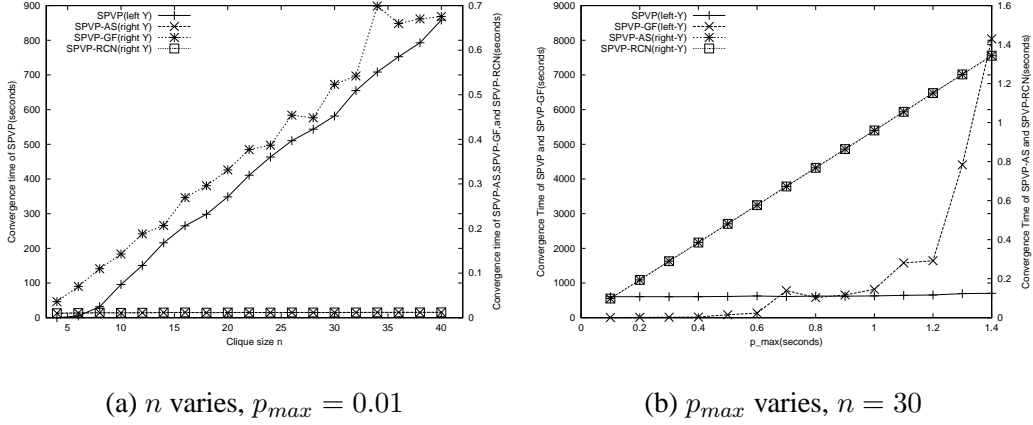 SPVP(left Y)
SPVP-AS(right Y)
SPVP-GF(right Y)
SPVP-RCN(right Y)
Convergence time of SPVP(seconds)
900
800
700
600
500
400
300
200
100
0
0.7
0.6
0.5
0.4
0.3
0.2
0.1
0
Convergence time of SPVP-AS,SPVP-GF,and SPVP-RCN(seconds)
5 10 15 20 25 30 35 40
Clique size n
(a) n varies, p_max = 0.01
SPVP(left-Y)
SPVP-GF(left-Y)
SPVP-AS(right-Y)
SPVP-RCN(right-Y)
Convergence Time of SPVP and SPVP-GF(seconds)
9000
8000
7000
6000
5000
4000
3000
2000
1000
0
1.6
1.4
1.2
1
0.8
0.6
0.4
0.2
0
Convergence Time of SPVP-AS and SPVP-RCN(seconds)
0 0.2 0.4 0.6 0.8 1 1.2 1.4
p_max(seconds)
(b) p_max varies, n = 30